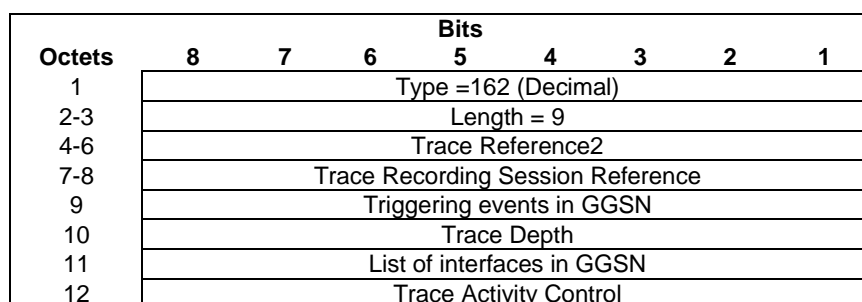 Bits
Octets 8 7 6 5 4 3 2 1
1 Type =162 (Decimal)
2-3 Length = 9
4-6 Trace Reference2
7-8 Trace Recording Session Reference
9 Triggering events in GGSN
10 Trace Depth
11 List of interfaces in GGSN
12 Trace Activity Control